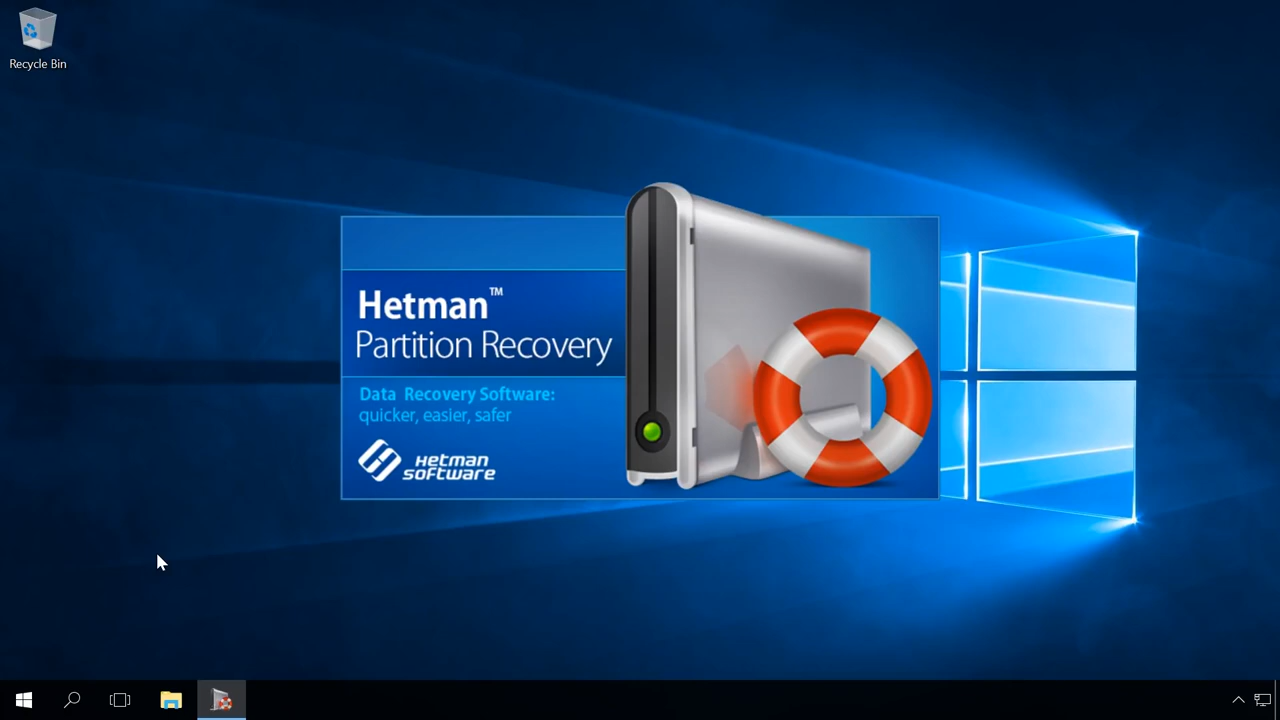 Recycle Bin
Hetman™
Partition Recovery
Data Recovery Software:
quicker, easier, safer
Hetman
software